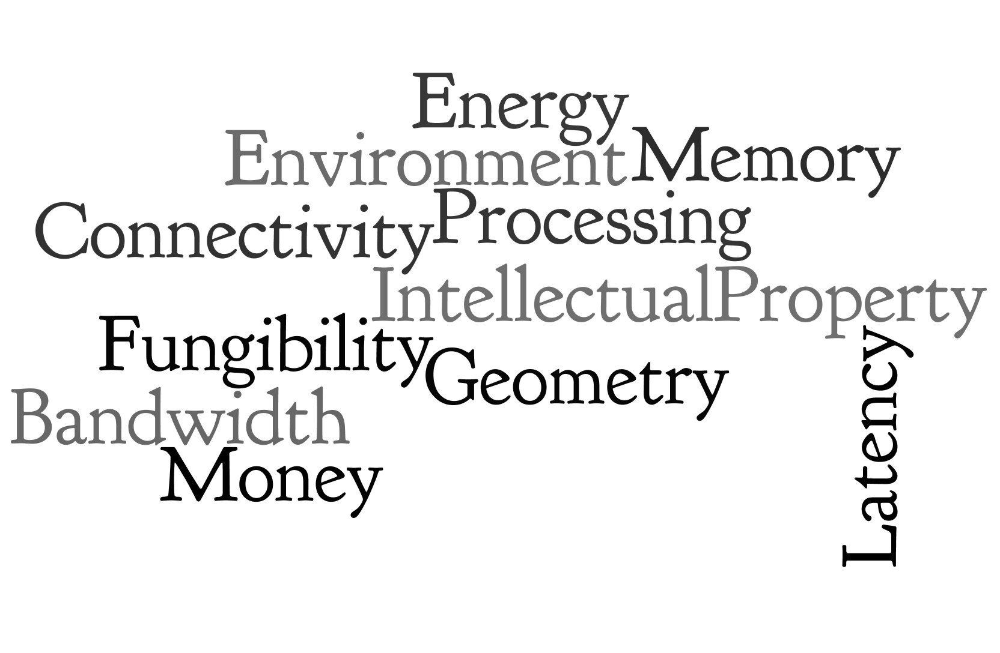 Energy
Environment
Memory
Connectivity
Processing
IntellectualProperty
Fungibility
Geometry
Latency
Bandwidth
Money